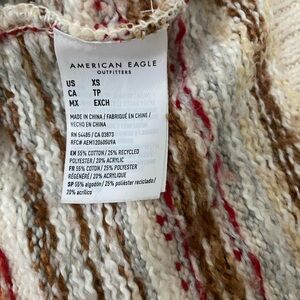 AMERICAN EAGLE
OUTFITTERS
US XS
CA TP
MX EXCH
MADE IN CHINA / FABRIQUÉ EN CHINE /
HECHO EN CHINA
RN 54485 / CA 03873
RFC# AEM1206DGU9A
EN 55% COTTON / 25% RECYCLED
POLYESTER / 20% ACRYLIC
FR 55% COTON / 25% POLYESTER
RÉGÉNÉRÉ / 20% ACRYLIQUE
SP 55% algodón / 25% poliéster reciclado /
20% acrílico